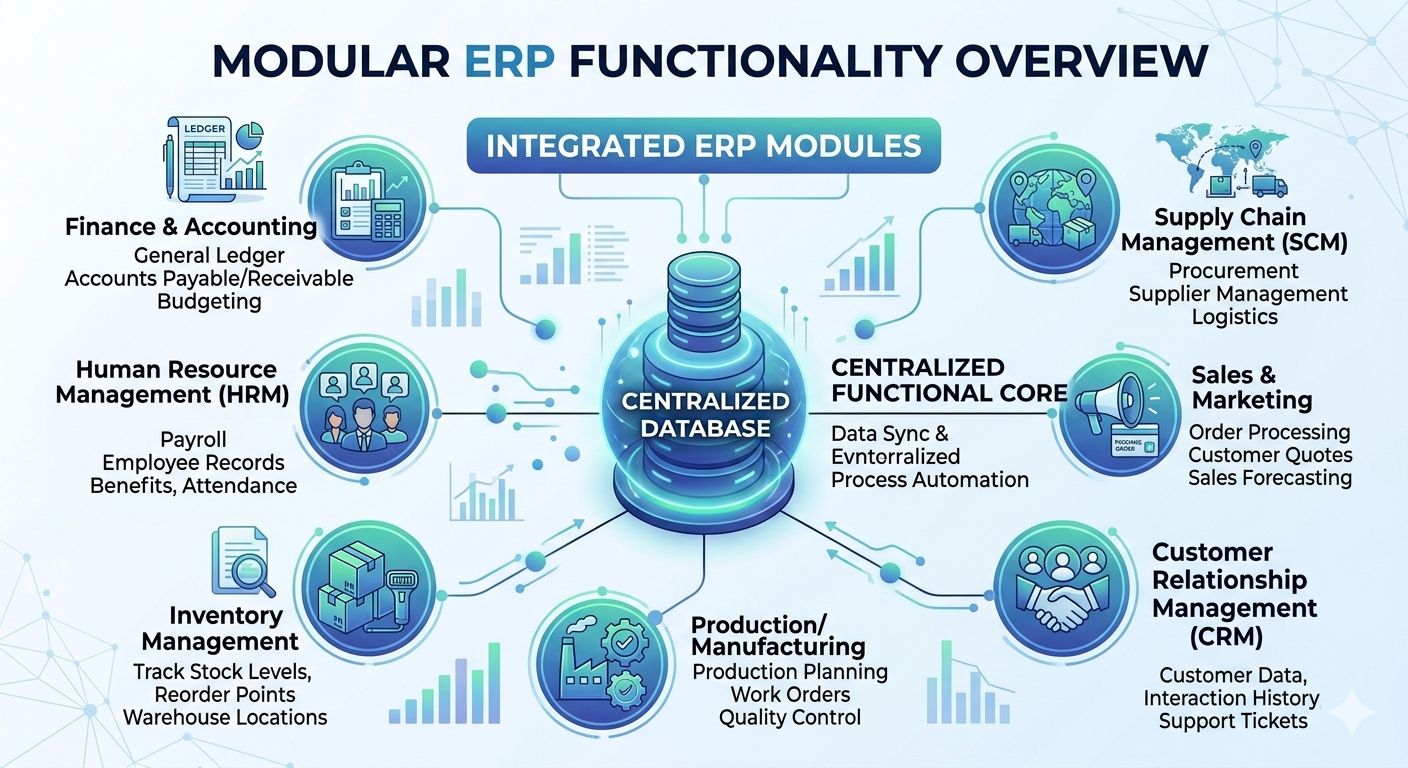 MODULAR ERP FUNCTIONALITY OVERVIEW
INTEGRATED ERP MODULES
LEDGER
Finance & Accounting
General Ledger
Accounts Payable/Receivable
Budgeting
Supply Chain
Management (SCM)
Procurement
Supplier Management
Logistics
Human Resource
Management (HRM)
Payroll
Employee Records
Benefits, Attendance
CENTRALIZED
DATABASE
CENTRALIZED
FUNCTIONAL CORE
Data Sync &
Evntorralized
Process Automation
Sales &
Marketing
Order Processing
Customer Quotes
Sales Forecasting
Inventory
Management
Track Stock Levels,
Reorder Points
Warehouse Locations
Production/
Manufacturing
Production Planning
Work Orders
Quality Control
Customer
Relationship
Management
(CRM)
Customer Data,
Interaction History
Support Tickets